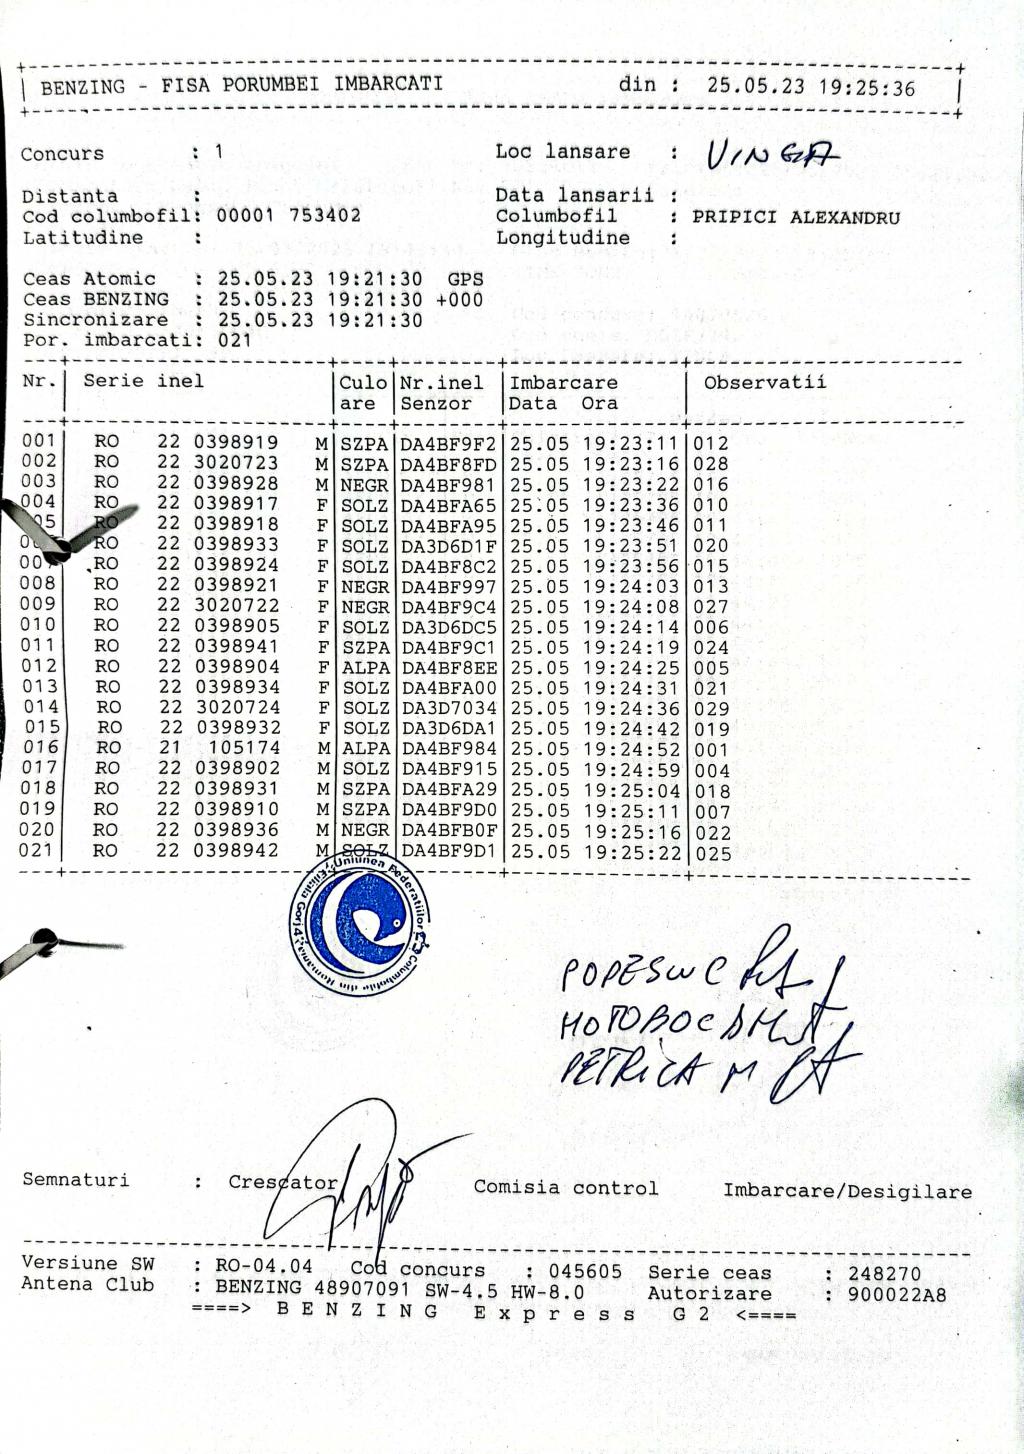 BENZING - FISA PORUMBEI IMBARCATI din : 25.05.23 19:25:36
Concurs : 1 Loc lansare : VINGA
Distanta : Data lansarii :
Cod columbofil: 00001 753402 Columbofil : PRIPICI ALEXANDRU
Latitudine : Longitudine :
Ceas Atomic : 25.05.23 19:21:30 GPS
Ceas BENZING : 25.05.23 19:21:30 +000
Sincronizare : 25.05.23 19:21:30
Por. imbarcati: 021
Nr. Serie inel Culo Nr.inel Imbarcare Observatii
are Senzor Data Ora
001 RO 22 0398919 M SZPA DA4BF9F2 25.05 19:23:11 012
002 RO 22 3020723 M SZPA DA4BF8FD 25.05 19:23:16 028
003 RO 22 0398928 M NEGR DA4BF981 25.05 19:23:22 016
004 RO 22 0398917 F SOLZ DA4BFA65 25.05 19:23:36 010
05 RO 22 0398918 F SOLZ DA4BFA95 25.05 19:23:46 011
RO 22 0398933 F SOLZ DA3D6D1F 25.05 19:23:51 020
00 RO 22 0398924 F SOLZ DA4BF8C2 25.05 19:23:56 015
008 RO 22 0398921 F NEGR DA4BF997 25.05 19:24:03 013
009 RO 22 3020722 F NEGR DA4BF9C4 25.05 19:24:08 027
010 RO 22 0398905 F SOLZ DA3D6DC5 25.05 19:24:14 006
011 RO 22 0398941 F SZPA DA4BF9C1 25.05 19:24:19 024
012 RO 22 0398904 F ALPA DA4BF8EE 25.05 19:24:25 005
013 RO 22 0398934 F SOLZ DA4BFA00 25.05 19:24:31 021
014 RO 22 3020724 F SOLZ DA3D7034 25.05 19:24:36 029
015 RO 22 0398932 F SOLZ DA3D6DA1 25.05 19:24:42 019
016 RO 21 105174 M ALPA DA4BF984 25.05 19:24:52 001
017 RO 22 0398902 M SOLZ DA4BF915 25.05 19:24:59 004
018 RO 22 0398931 M SZPA DA4BFA29 25.05 19:25:04 018
019 RO 22 0398910 M SZPA DA4BF9D0 25.05 19:25:11 007
020 RO 22 0398936 M NEGR DA4BFB0F 25.05 19:25:16 022
021 RO 22 0398942 M SOLZ DA4BF9D1 25.05 19:25:22 025
Uniunea Federatiilor Columbofile din Romania
Filiala Gorj
POPESCU C
MOTOBOC
PETRICA M
Semnaturi : Crescator Comisia control Imbarcare/Desigilare
Versiune SW : RO-04.04 Cod concurs : 045605 Serie ceas : 248270
Antena Club : BENZING 48907091 SW-4.5 HW-8.0 Autorizare : 900022A8
====> B E N Z I N G E x p r e s s G 2 <====